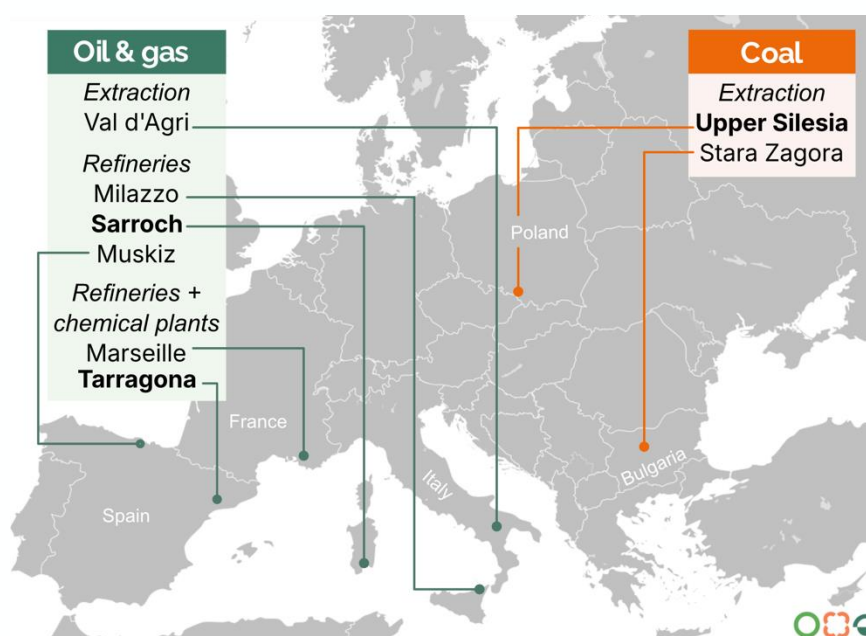 Oil & gas
Extraction
Val d'Agri
Refineries
Milazzo
Sarroch
Muskiz
Refineries +
chemical plants
Marseille
Tarragona
Coal
Extraction
Upper Silesia
Stara Zagora
Poland
France
Spain
Italy
Bulgaria